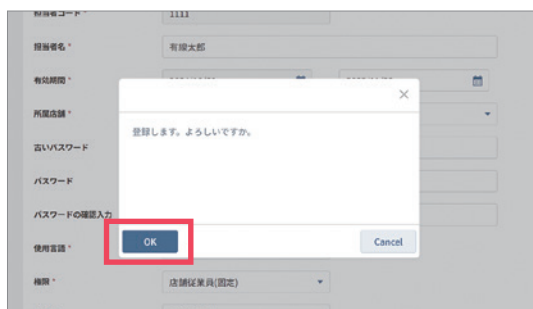 担当者コード *
1111
担当者名 *
有隣太郎
有効期間 *
所属店舗 *
登録します。よろしいですか。
古いパスワード
パスワード
パスワードの確認入力
OK
Cancel
使用言語 *
権限 *
店舗従業員(固定)